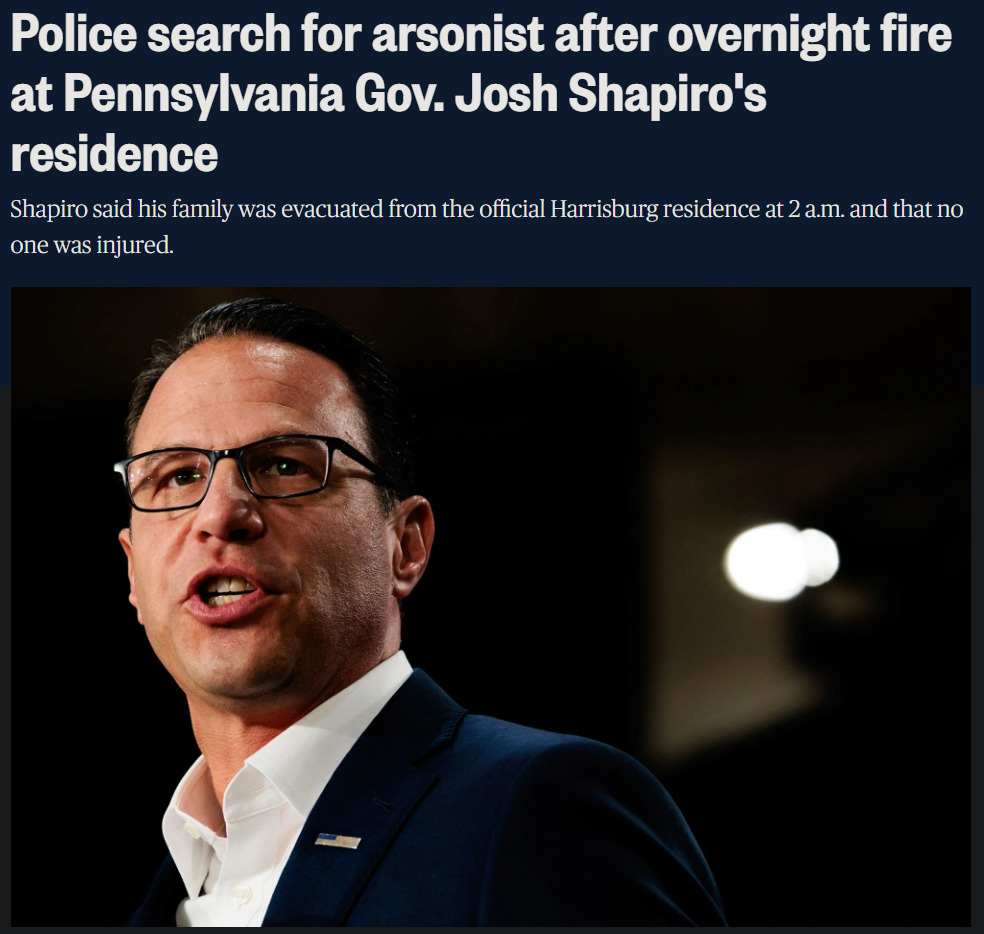 Police search for arsonist after overnight fire
at Pennsylvania Gov. Josh Shapiro's
residence
Shapiro said his family was evacuated from the official Harrisburg residence at 2 a.m. and that no
one was injured.